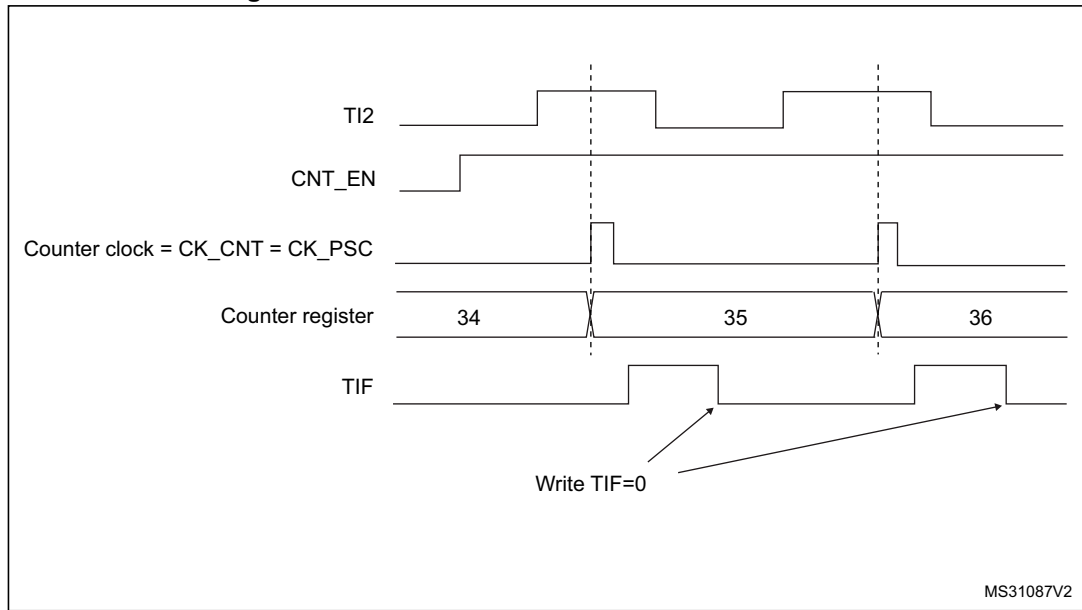 TI2
CNT_EN
Counter clock = CK_CNT = CK_PSC
Counter register 34 35 36
TIF
Write TIF=0
MS31087V2